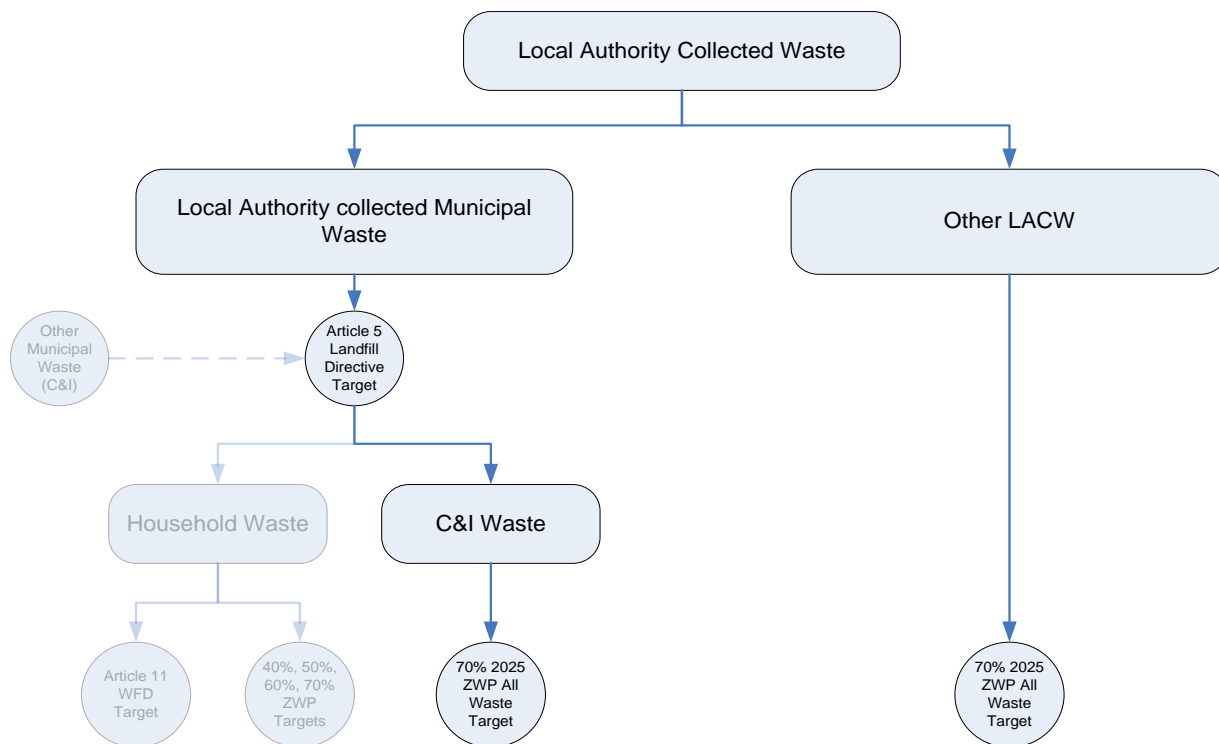 Local Authority Collected Waste
Local Authority collected Municipal
Waste
Other LACW
Other
Municipal
Waste
(C&I)
Article 5
Landfill
Directive
Target
Household Waste
C&I Waste
Article 11
WFD
Target
40%, 50%,
60%, 70%
ZWP
Targets
70% 2025
ZWP All
Waste
Target
70% 2025
ZWP All
Waste
Target